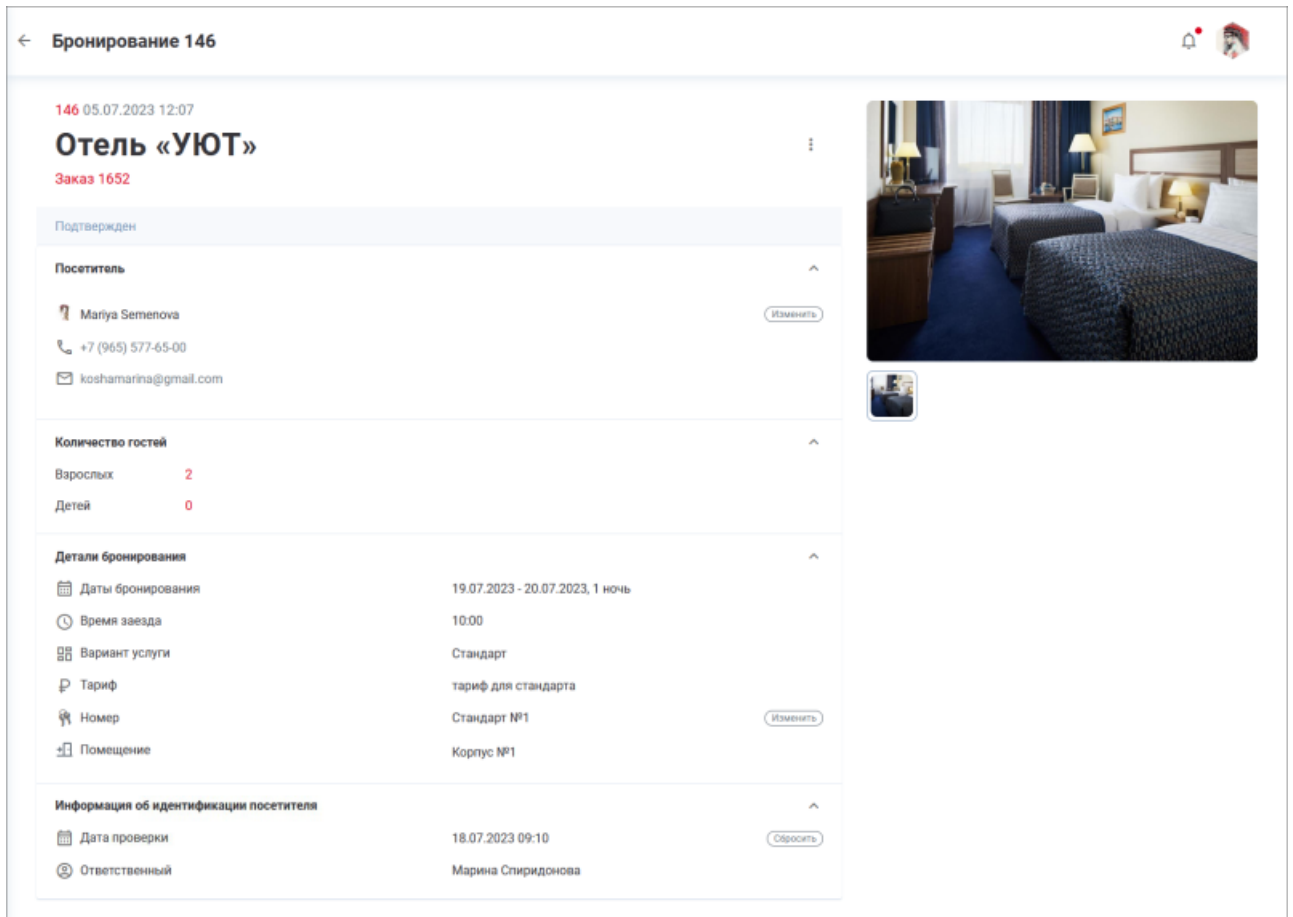 Бронирование 146
146 05.07.2023 12:07
Отель «УЮТ»
Заказ 1652
Подтвержден
Посетитель
Mariya Semenova Изменить
+7 (965) 577-65-00
koshamarina@gmail.com
Количество гостей
Взрослых 2
Детей 0
Детали бронирования
Даты бронирования 19.07.2023 - 20.07.2023, 1 ночь
Время заезда 10:00
Вариант услуги Стандарт
Тариф тариф для стандарта
Номер Стандарт №1 Изменить
Помещение Корпус №1
Информация об идентификации посетителя
Дата проверки 18.07.2023 09:10 Сбросить
Ответственный Марина Спиридонова